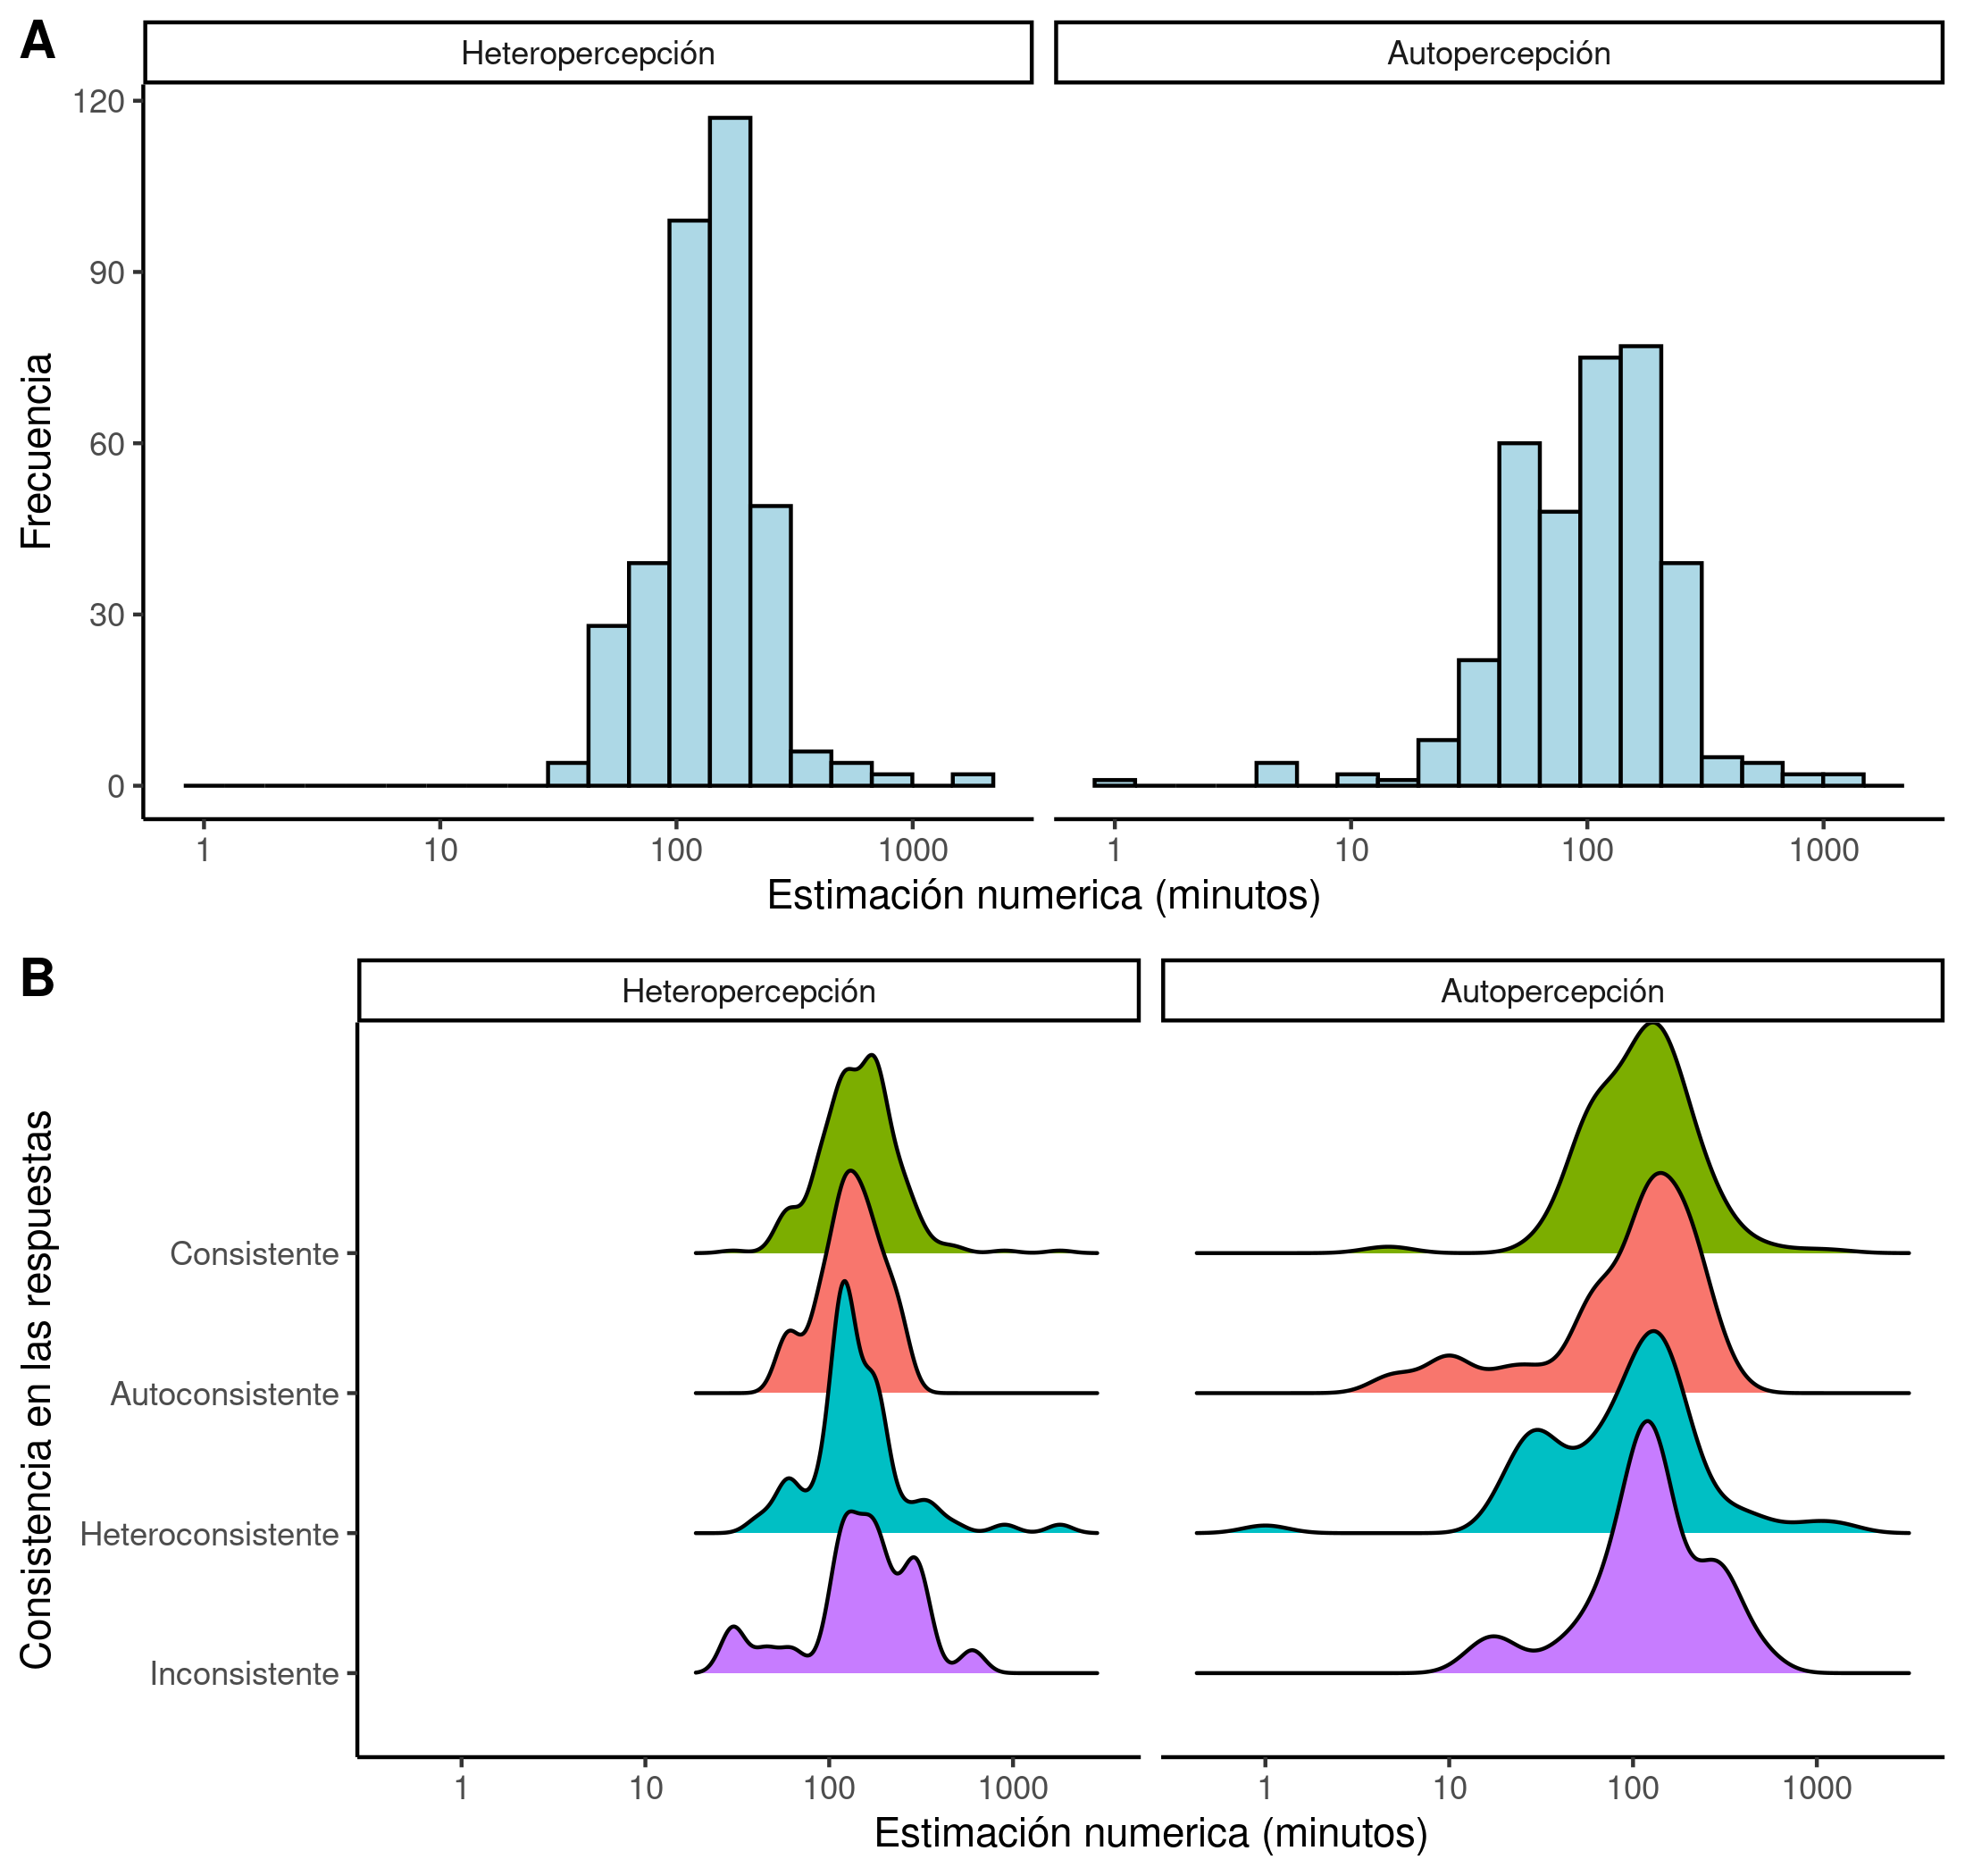 A
Heteropercepción
Autopercepción
Frecuencia
120
90
60
30
0
1 10 100 1000
1 10 100 1000
Estimación numerica (minutos)
B
Heteropercepción
Autopercepción
Consistencia en las respuestas
Consistente
Autoconsistente
Heteroconsistente
Inconsistente
1 10 100 1000
1 10 100 1000
Estimación numerica (minutos)